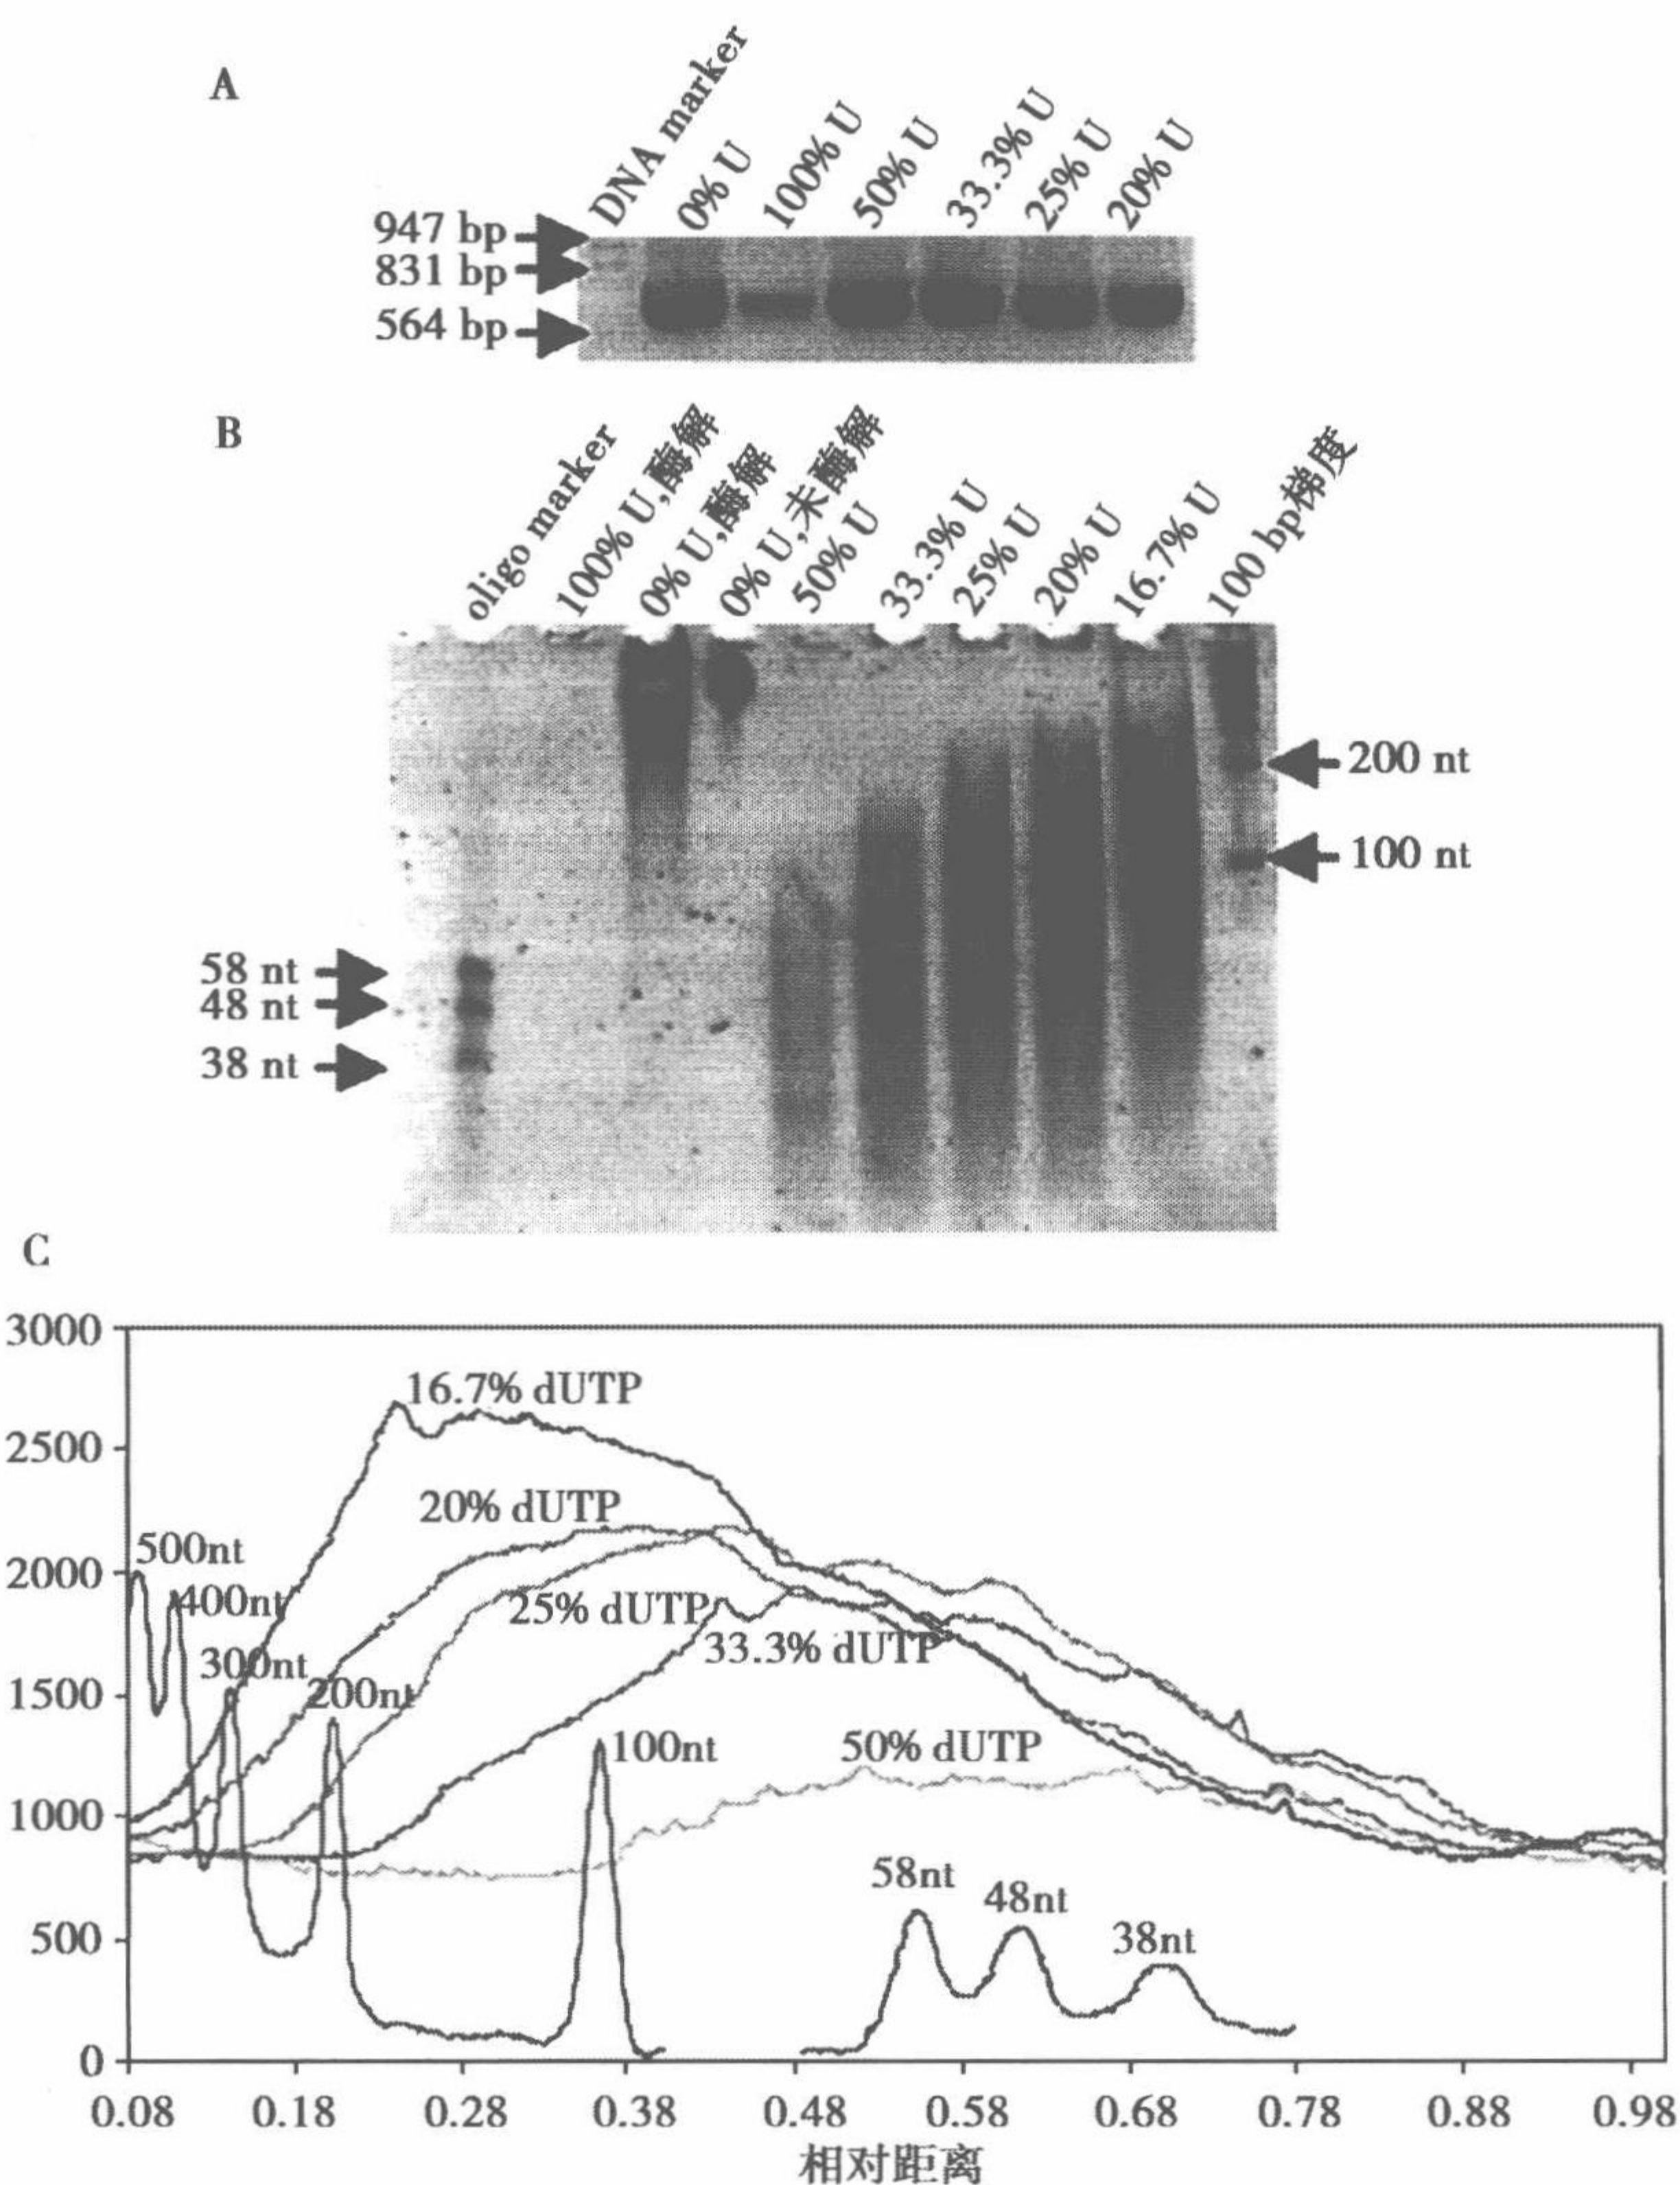 A
DNA marker
0% U
100% U
50% U
33.3% U
25% U
20% U
947 bp
831 bp
564 bp
B
oligo marker
100% U,酶解
0% U,酶解
0% U,未酶解
50% U
33.3% U
25% U
20% U
16.7% U
100 bp梯度
200 nt
100 nt
58 nt
48 nt
38 nt
C
3000
2500
2000
1500
1000
500
0
16.7% dUTP
20% dUTP
500nt
400nt
25% dUTP
33.3% dUTP
300nt
200nt
100nt
50% dUTP
58nt
48nt
38nt
0.08
0.18
0.28
0.38
0.48
0.58
0.68
0.78
0.88
0.98
相对距离